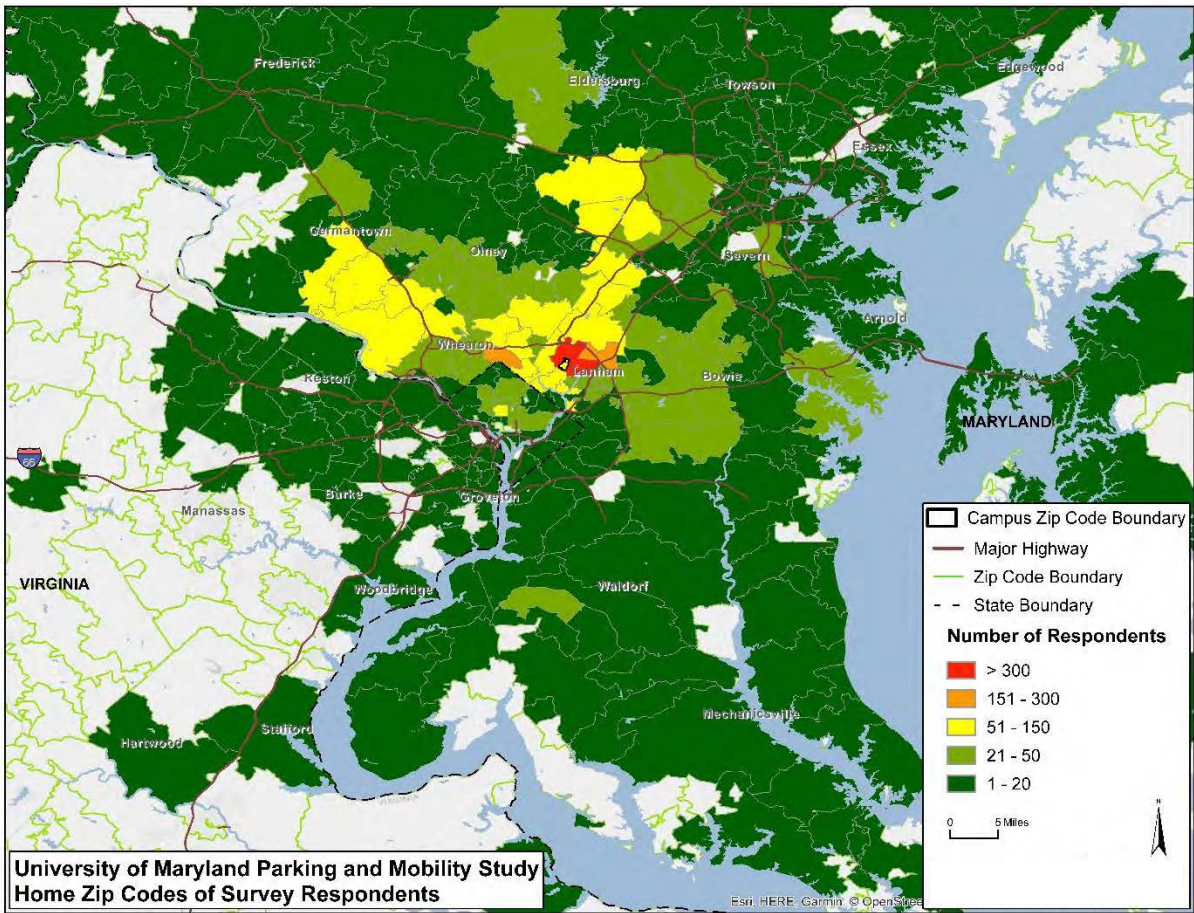 Frederick
Eldersburg
Towson
Edgewood
Essex
Germantown
Olney
Severn
Arnold
Wheaton
Lanham
Bowie
Reston
MARYLAND
66
Burke
Groveton
Manassas
VIRGINIA
Woodbridge
Waldorf
Mechanicsville
Stafford
Hartwood
VIRGINIA
Campus Zip Code Boundary
Major Highway
Zip Code Boundary
State Boundary
Number of Respondents
> 300
151 - 300
51 - 150
21 - 50
1 - 20
0 5 Miles
N
University of Maryland Parking and Mobility Study
Home Zip Codes of Survey Respondents
Esri, HERE, Garmin, © OpenStree